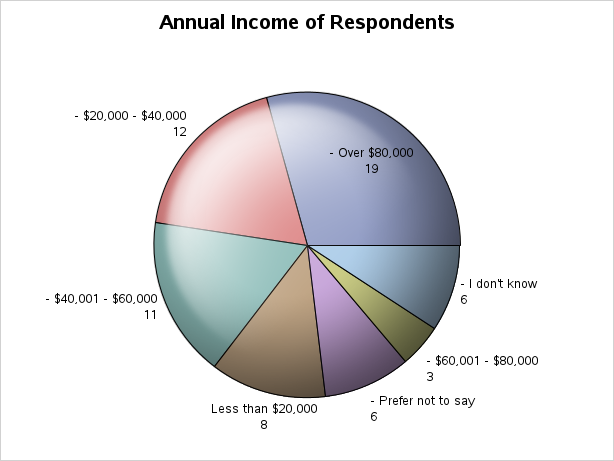 Annual Income of Respondents
- $20,000 - $40,000
12
- Over $80,000
19
- $40,001 - $60,000
11
- I don't know
6
- $60,001 - $80,000
3
- Prefer not to say
6
Less than $20,000
8